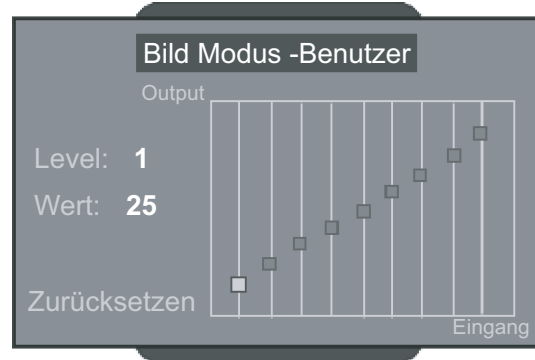 Bild Modus -Benutzer
Output
Level: 1
Wert: 25
Zurücksetzen
Eingang